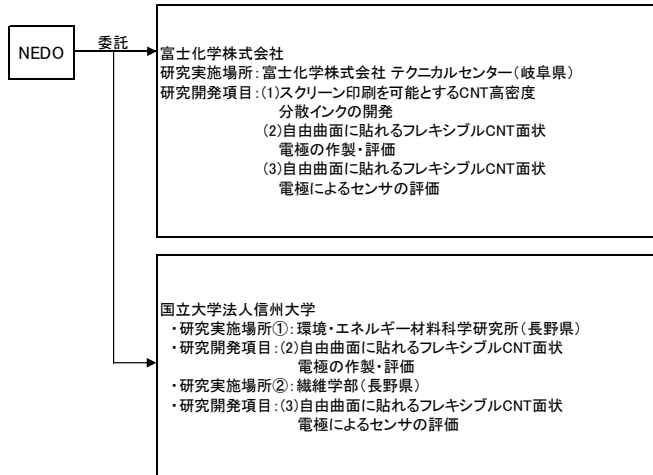 NEDO
委託
富士化学株式会社
研究実施場所:富士化学株式会社 テクニカルセンター(岐阜県)
研究開発項目:(1)スクリーン印刷を可能とするCNT高密度
分散インクの開発
(2)自由曲面に貼れるフレキシブルCNT面状
電極の作製・評価
(3)自由曲面に貼れるフレキシブルCNT面状
電極によるセンサの評価
国立大学法人信州大学
・研究実施場所①:環境・エネルギー材料科学研究所(長野県)
・研究開発項目:(2)自由曲面に貼れるフレキシブルCNT面状
電極の作製・評価
・研究実施場所②:繊維学部(長野県)
・研究開発項目:(3)自由曲面に貼れるフレキシブルCNT面状
電極によるセンサの評価